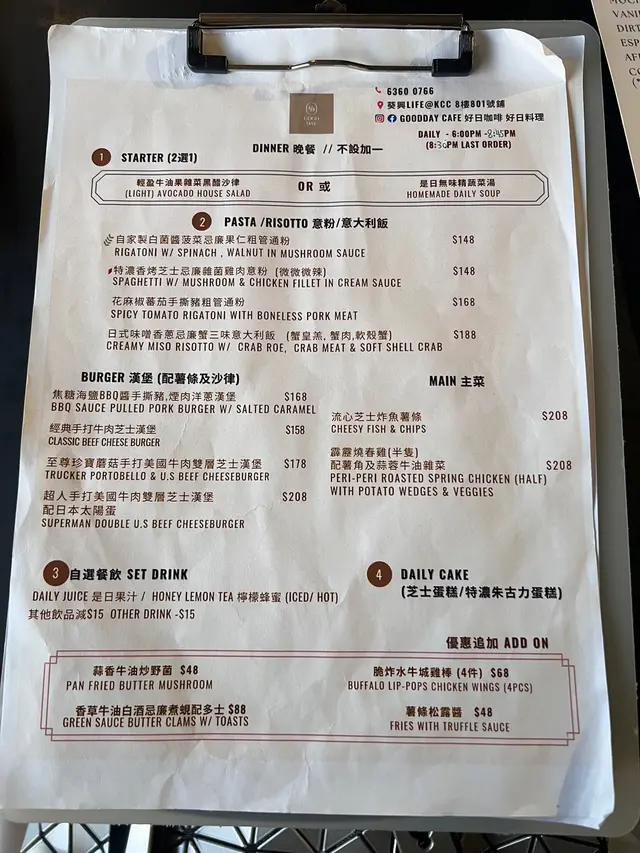 VANI
DIRT
ESP
AF
CO
GOOD DAY
6360 0766
葵興LIFE@KCC 8樓801號鋪
GOODDAY CAFE 好日咖啡 好日料理
DAILY - 6:00PM -8:45PM
(8:30PM LAST ORDER)
DINNER 晚餐 // 不設加一
1 STARTER (2選1)
輕盈牛油果雜菜黑醋沙律
(LIGHT) AVOCADO HOUSE SALAD
OR 或
是日無味精蔬菜湯
HOMEMADE DAILY SOUP
2 PASTA /RISOTTO 意粉/意大利飯
自家製白菌醬菠菜忌廉果仁粗管通粉 $148
RIGATONI W/ SPINACH , WALNUT IN MUSHROOM SAUCE
特濃香烤芝士忌廉雜菌雞肉意粉 (微微微辣) $148
SPAGHETTI W/ MUSHROOM & CHICKEN FILLET IN CREAM SAUCE
花麻椒蕃茄手撕豬粗管通粉 $168
SPICY TOMATO RIGATONI WITH BONELESS PORK MEAT
日式味噌香蔥忌廉蟹三味意大利飯 (蟹皇羔, 蟹肉,軟殼蟹) $188
CREAMY MISO RISOTTO W/ CRAB ROE, CRAB MEAT & SOFT SHELL CRAB
BURGER 漢堡 (配薯條及沙律)
焦糖海鹽BBQ醬手撕豬,煙肉洋蔥漢堡 $168
BBQ SAUCE PULLED PORK BURGER W/ SALTED CARAMEL
經典手打牛肉芝士漢堡 $158
CLASSIC BEEF CHEESE BURGER
至尊珍寶蘑菇手打美國牛肉雙層芝士漢堡 $178
TRUCKER PORTOBELLO & U.S BEEF CHEESEBURGER
超人手打美國牛肉雙層芝士漢堡 $208
配日本太陽蛋
SUPERMAN DOUBLE U.S BEEF CHEESEBURGER
MAIN 主菜
流心芝士炸魚薯條 $208
CHEESY FISH & CHIPS
霹靂燒春雞(半隻)
配薯角及蒜蓉牛油雜菜 $208
PERI-PERI ROASTED SPRING CHICKEN (HALF)
WITH POTATO WEDGES & VEGGIES
3 自選餐飲 SET DRINK
DAILY JUICE 是日果汁 / HONEY LEMON TEA 檸檬蜂蜜 (ICED/ HOT)
其他飲品減$15 OTHER DRINK -$15
4 DAILY CAKE
(芝士蛋糕/特濃朱古力蛋糕)
優惠追加 ADD ON
蒜香牛油炒野菌 $48
PAN FRIED BUTTER MUSHROOM
脆炸水牛城雞棒 (4件) $68
BUFFALO LIP-POPS CHICKEN WINGS (4PCS)
香草牛油白酒忌廉煮蜆配多士 $88
GREEN SAUCE BUTTER CLAMS W/ TOASTS
薯條松露醬 $48
FRIES WITH TRUFFLE SAUCE